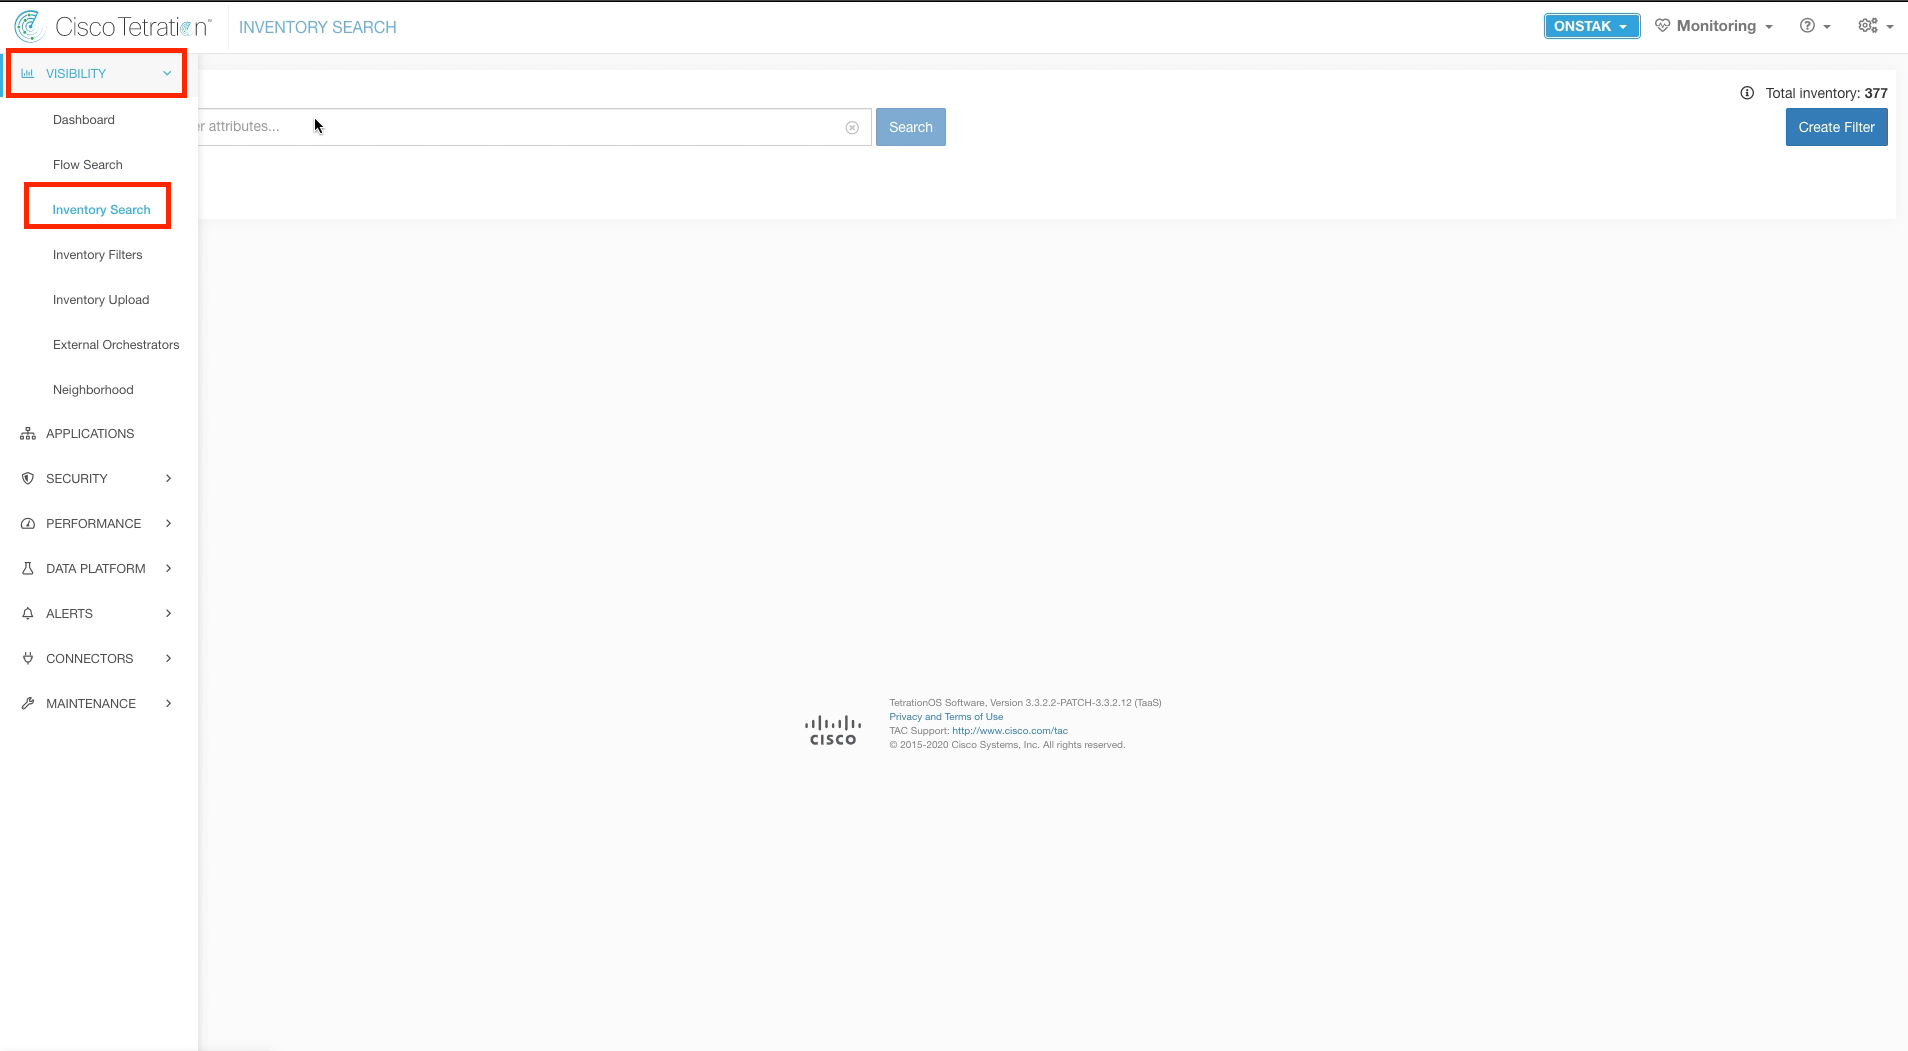 Cisco Tetration™
INVENTORY SEARCH
ONSTAK
Monitoring
VISIBILITY
Dashboard
Flow Search
Inventory Search
Inventory Filters
Inventory Upload
External Orchestrators
Neighborhood
APPLICATIONS
SECURITY
PERFORMANCE
DATA PLATFORM
ALERTS
CONNECTORS
MAINTENANCE
Total inventory: 377
attributes...
Search
Create Filter
CISCO
TetrationOS Software, Version 3.3.2.2-PATCH-3.3.2.12 (TaaS)
Privacy and Terms of Use
TAC Support: http://www.cisco.com/tac
© 2015-2020 Cisco Systems, Inc. All rights reserved.